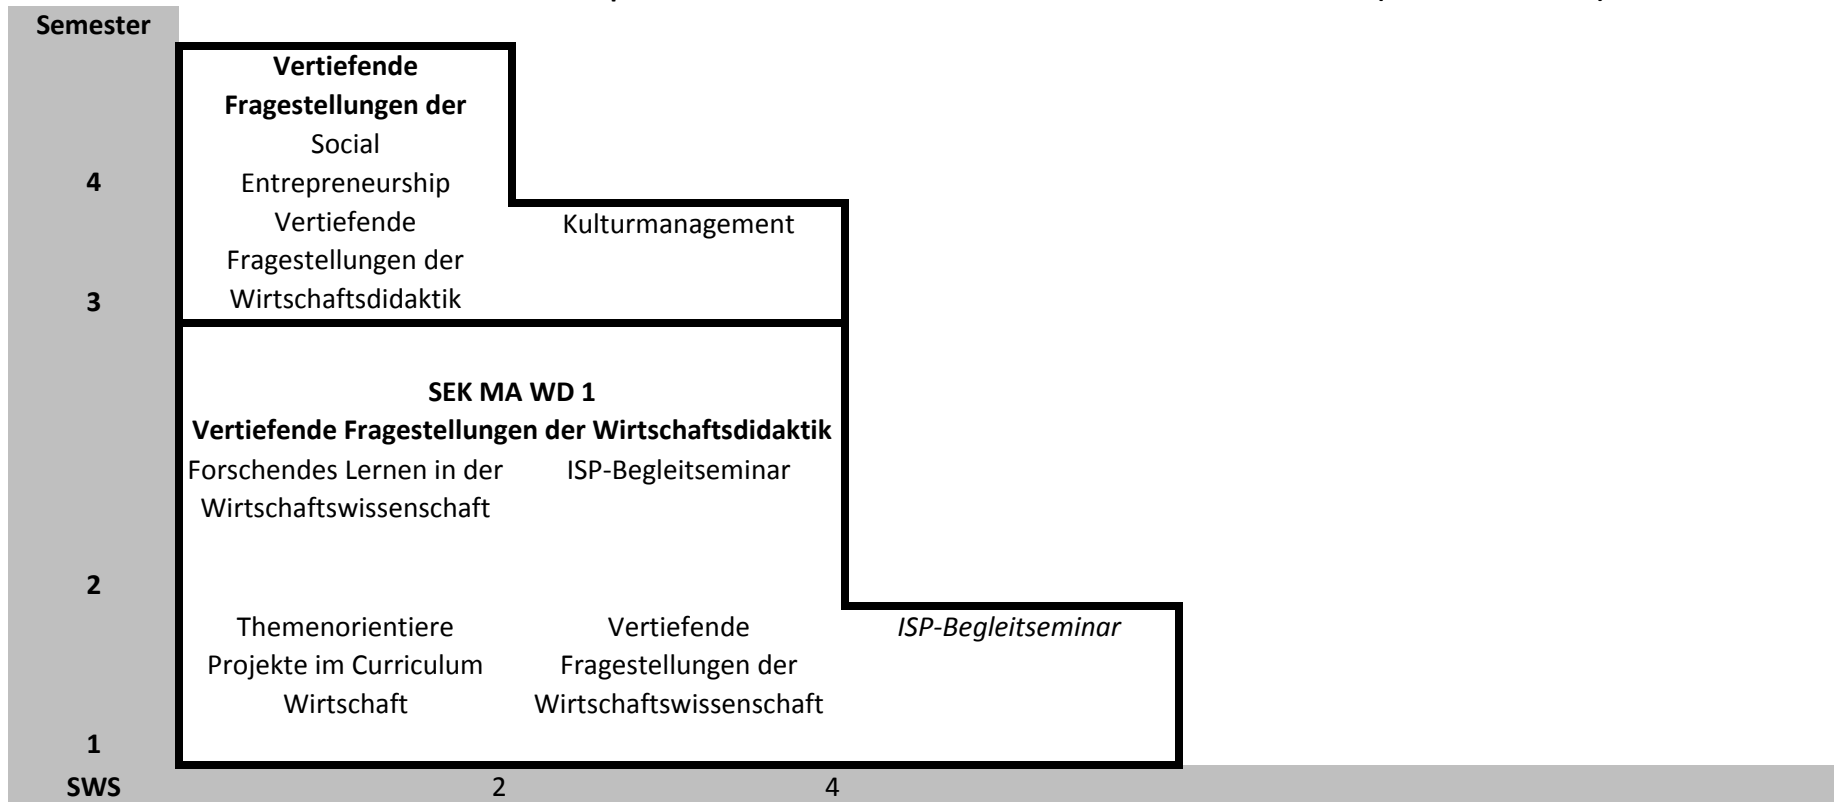 Semester
Vertiefende
Fragestellungen der
Social
4 Entrepreneurship
Vertiefende Kulturmanagement
Fragestellungen der
3 Wirtschaftsdidaktik
SEK MA WD 1
Vertiefende Fragestellungen der Wirtschaftsdidaktik
Forschendes Lernen in der ISP-Begleitseminar
Wirtschaftswissenschaft
2
Themenorientiere Vertiefende ISP-Begleitseminar
Projekte im Curriculum Fragestellungen der
Wirtschaft Wirtschaftswissenschaft
1
SWS 2 4